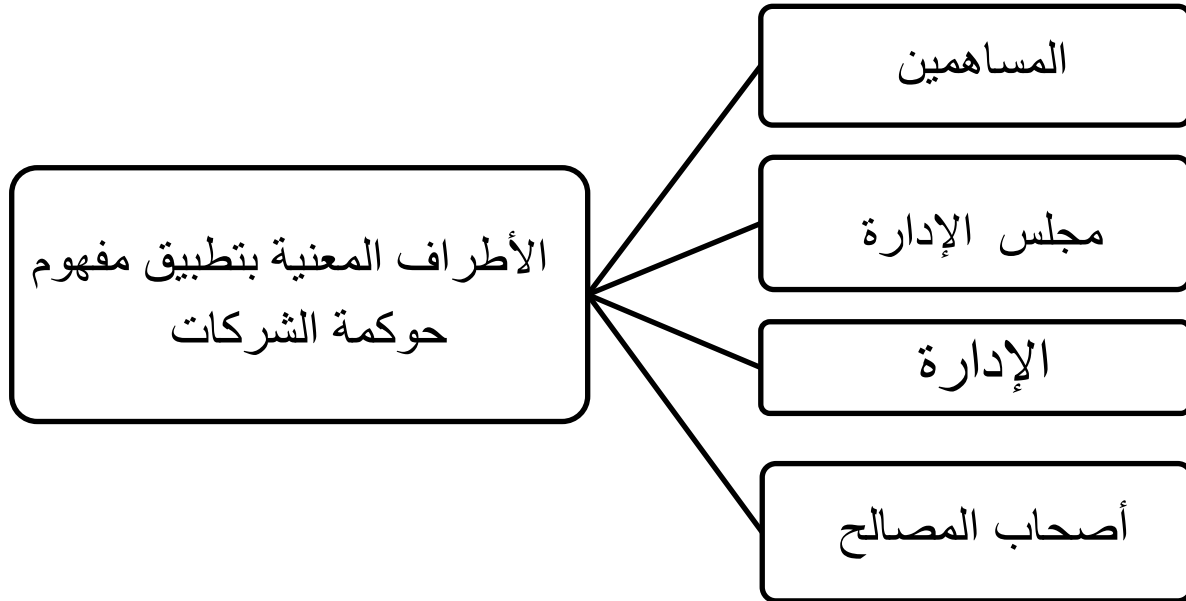 المساهمين
مجلس الإدارة
الأطراف المعنية بتطبيق مفهوم
حوكمة الشركات
الإدارة
أصحاب المصالح